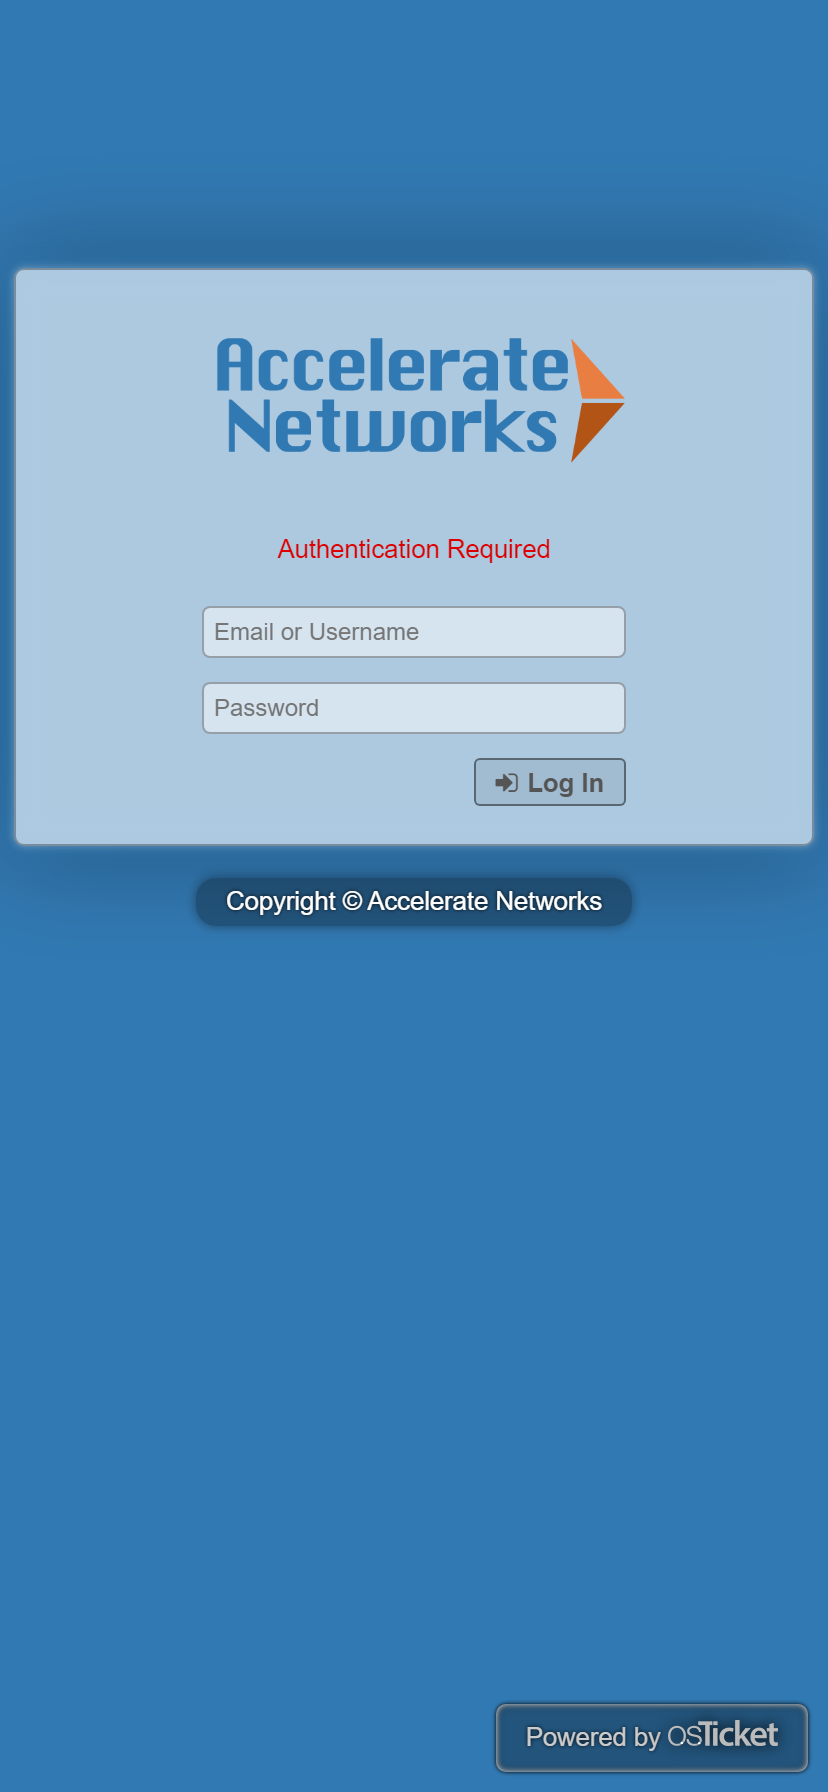 Accelerate
Networks
Authentication Required
Email or Username
Password
Log In
Copyright © Accelerate Networks
Powered by osTicket